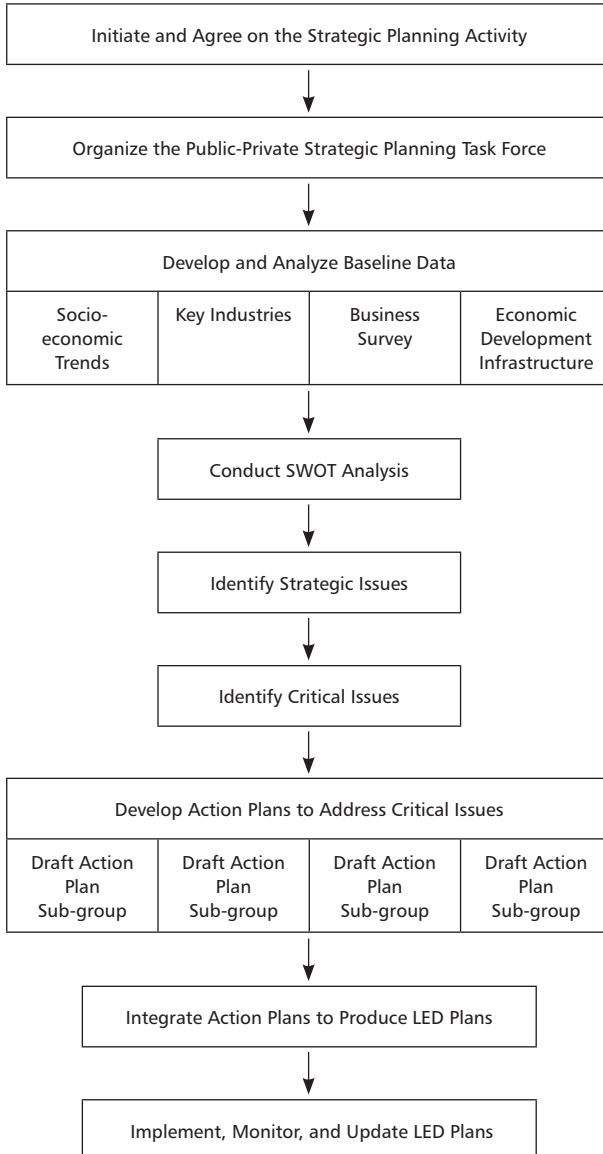 Initiate and Agree on the Strategic Planning Activity
Organize the Public-Private Strategic Planning Task Force
Develop and Analyze Baseline Data
Socio-
economic
Trends
Key Industries
Business
Survey
Economic
Development
Infrastructure
Conduct SWOT Analysis
Identify Strategic Issues
Identify Critical Issues
Develop Action Plans to Address Critical Issues
Draft Action
Plan
Sub-group
Draft Action
Plan
Sub-group
Draft Action
Plan
Sub-group
Draft Action
Plan
Sub-group
Integrate Action Plans to Produce LED Plans
Implement, Monitor, and Update LED Plans